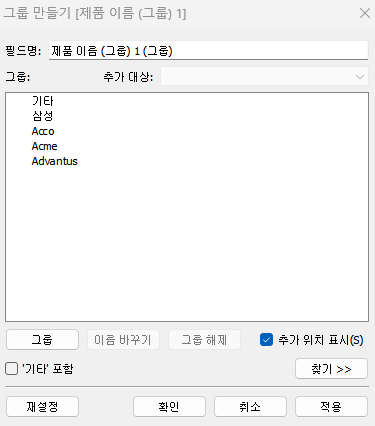 그룹 만들기 [제품 이름 (그룹) 1]
필드명: 제품 이음 (그룹) 1 (그룹)
그룹: 추가 대상:
기타
삼성
Acco
Acme
Advantus
그룹 이름 바꾸기 그룹 해제 추가 위치 표시(S)
'기타' 포함 찾기 >>
재설정 확인 취소 적용